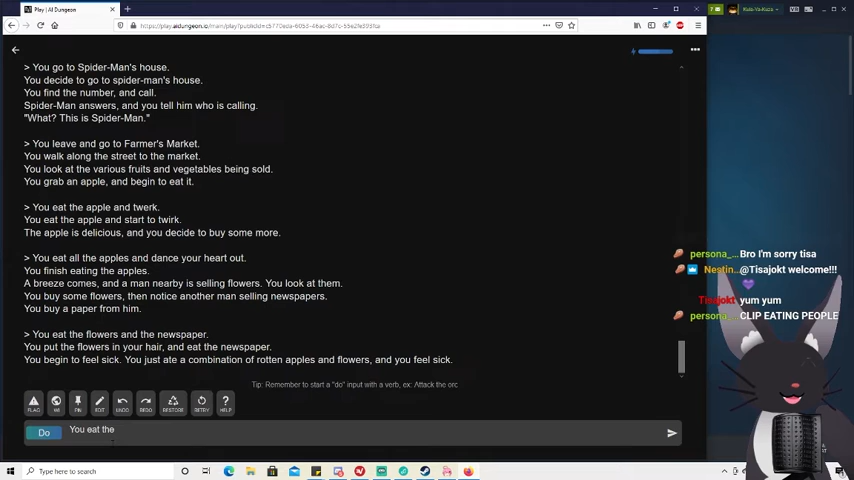 Play | AI Dungeon
> You go to Spider-Man's house.
You decide to go to spider-man's house.
You find the number, and call.
Spider-Man answers, and you tell him who is calling.
"What? This is Spider-Man."
> You leave and go to Farmer's Market.
You walk along the street to the market.
You look at the various fruits and vegetables being sold.
You grab an apple, and begin to eat it.
> You eat the apple and twerk.
You eat the apple and start to twirk.
The apple is delicious, and you decide to buy some more.
> You eat all the apples and dance your heart out.
You finish eating the apples.
A breeze comes, and a man nearby is selling flowers. You look at them.
You buy some flowers, then notice another man selling newspapers.
You buy a paper from him.
> You eat the flowers and the newspaper.
You put the flowers in your hair, and eat the newspaper.
You begin to feel sick. You just ate a combination of rotten apples and flowers, and you feel sick.
Tip: Remember to start a "do" input with a verb, ex: Attack the orc
FLAG WI PIN EDIT UNDO REDO RESTORE RETRY HELP
Do You eat the
Type here to search
persona_... Bro I'm sorry tisa
Nestin... @Tisajokt welcome!!!
Tisajokt yum yum
persona_... CLIP EATING PEOPLE